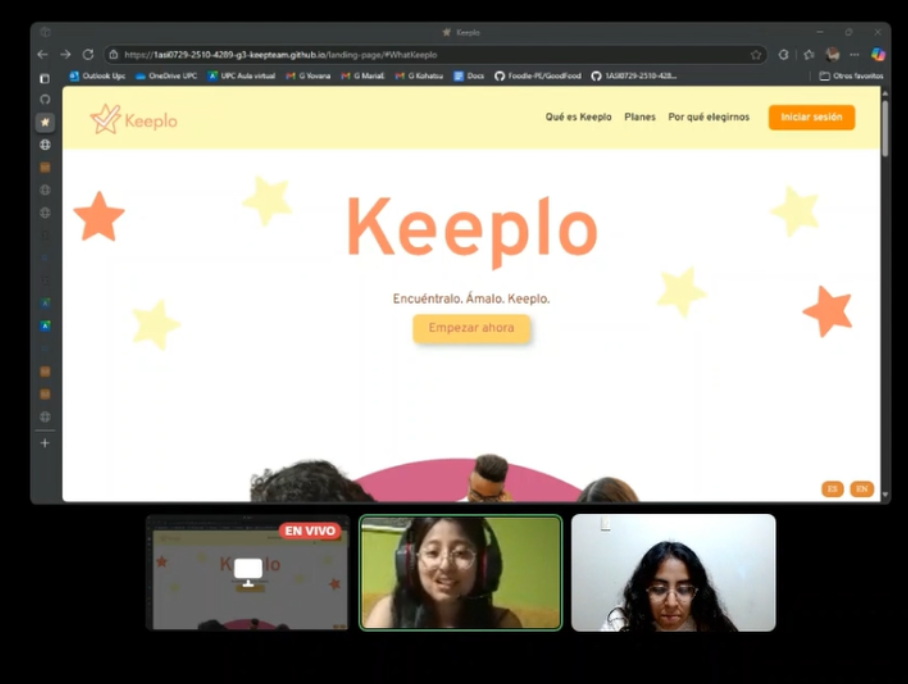 Keeplo
https://1asi0729-2510-4289-g3-keepteam.github.io/landing-page/#WhatKeeplo
Outlook Upc OneDrive UPC UPC Aula virtual G Yovana G MariaE G Kohatsu Docs Foodie-PE/GoodFood 1ASI0729-2510-428... Otros favoritos
Keeplo Qué es Keeplo Planes Por qué elegirnos Iniciar sesión
Keeplo
Encuéntralo. Ámalo. Keeplo.
Empezar ahora
ES EN
EN VIVO